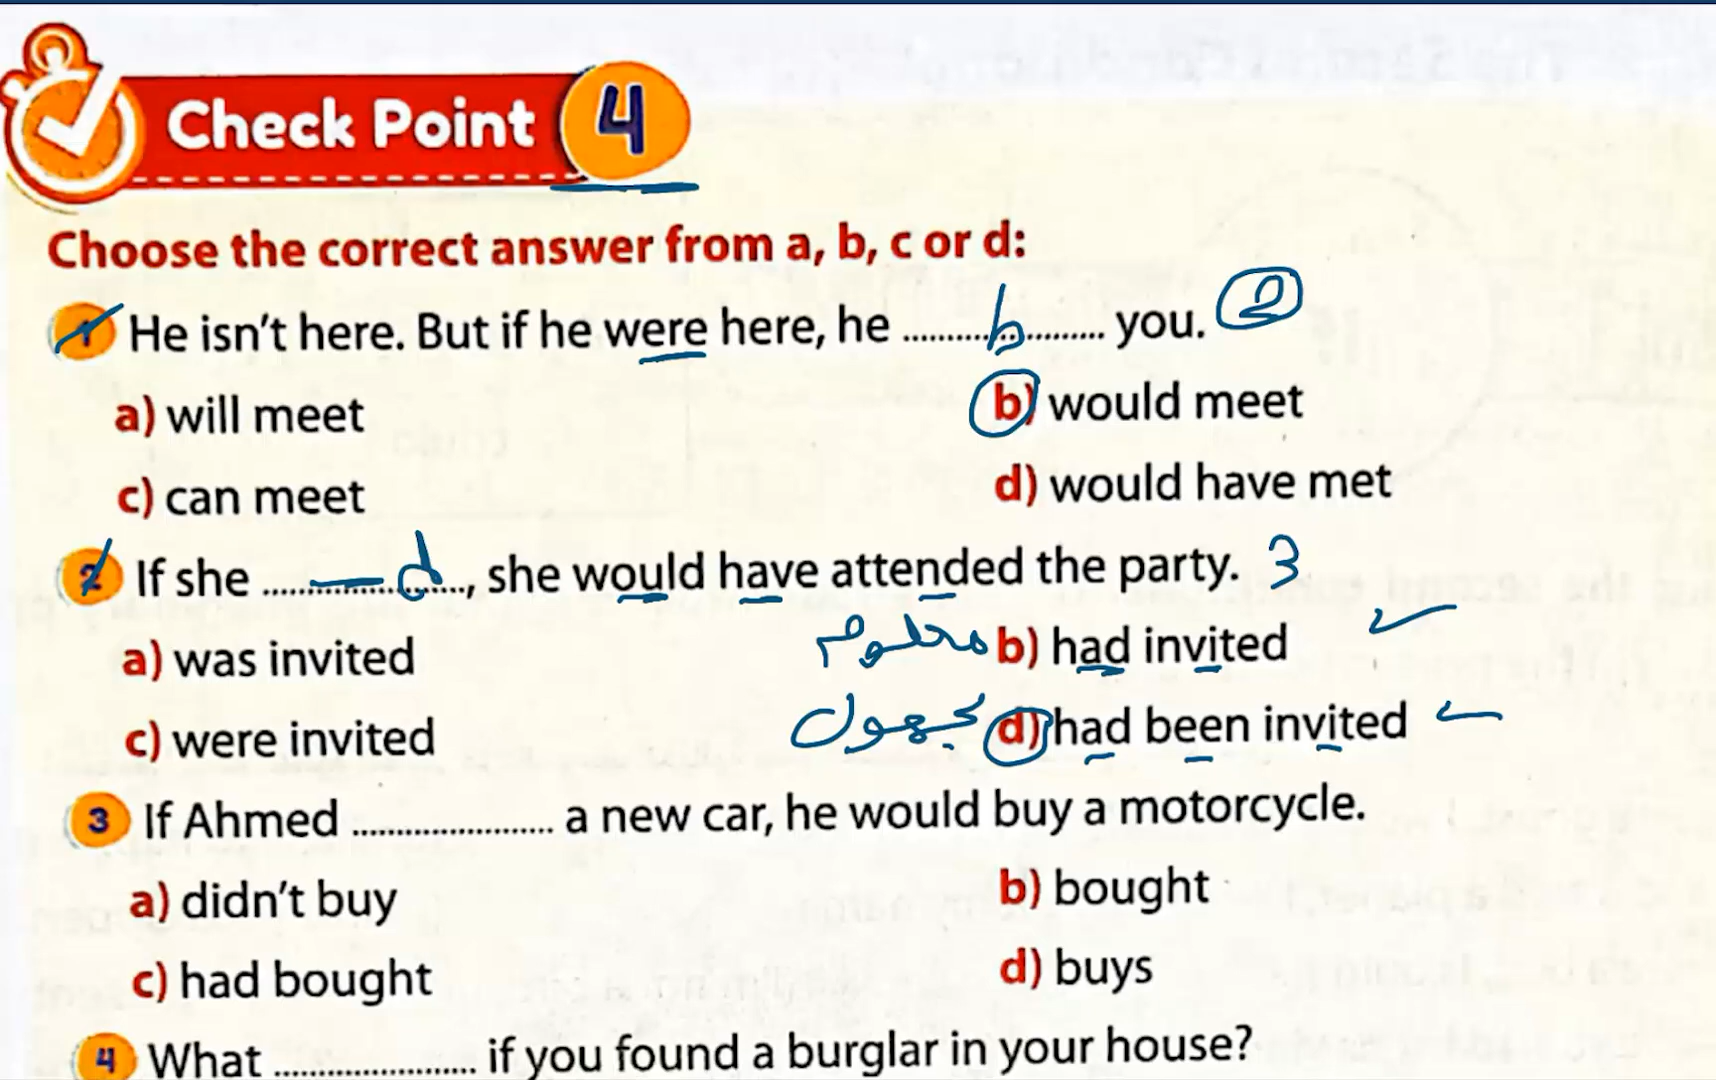 Check Point 4
Choose the correct answer from a, b, c or d:
1 He isn't here. But if he were here, he ..........b.......... you. 2
a) will meet
b) would meet
c) can meet
d) would have met
2 If she ..........d....., she would have attended the party. 3
a) was invited
معلوم b) had invited
c) were invited
مجهول d) had been invited
3 If Ahmed .................... a new car, he would buy a motorcycle.
a) didn't buy
b) bought
c) had bought
d) buys
4 What .................... if you found a burglar in your house?